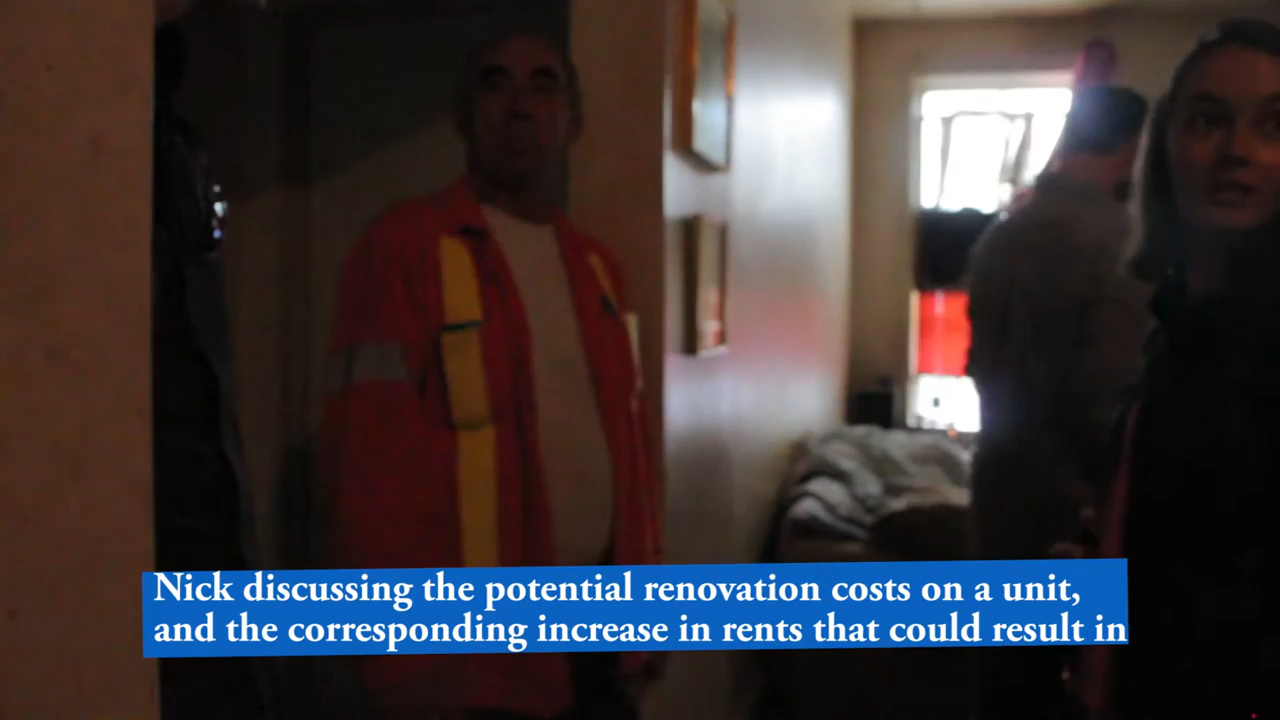 Nick discussing the potential renovation costs on a unit,
and the corresponding increase in rents that could result in